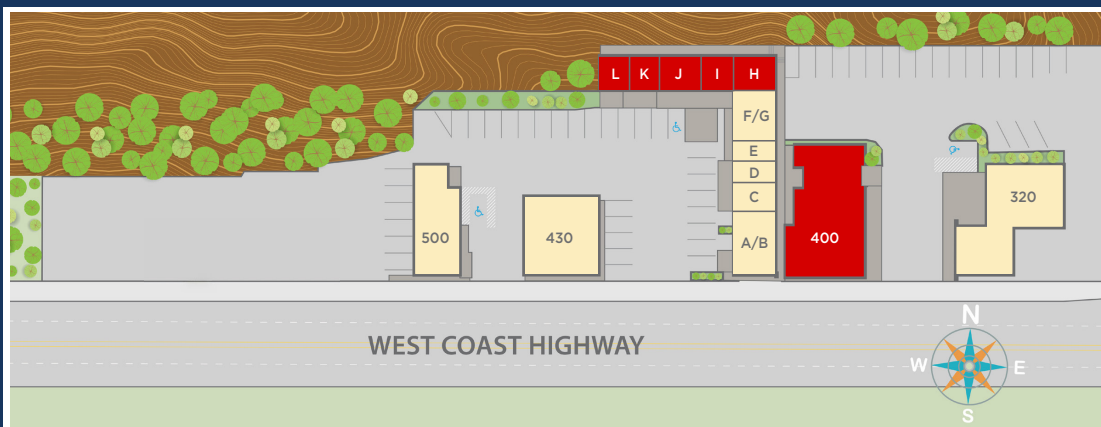 L K J I H
F/G
E
D
C
A/B
500
430
400
320
WEST COAST HIGHWAY
N
W
E
S